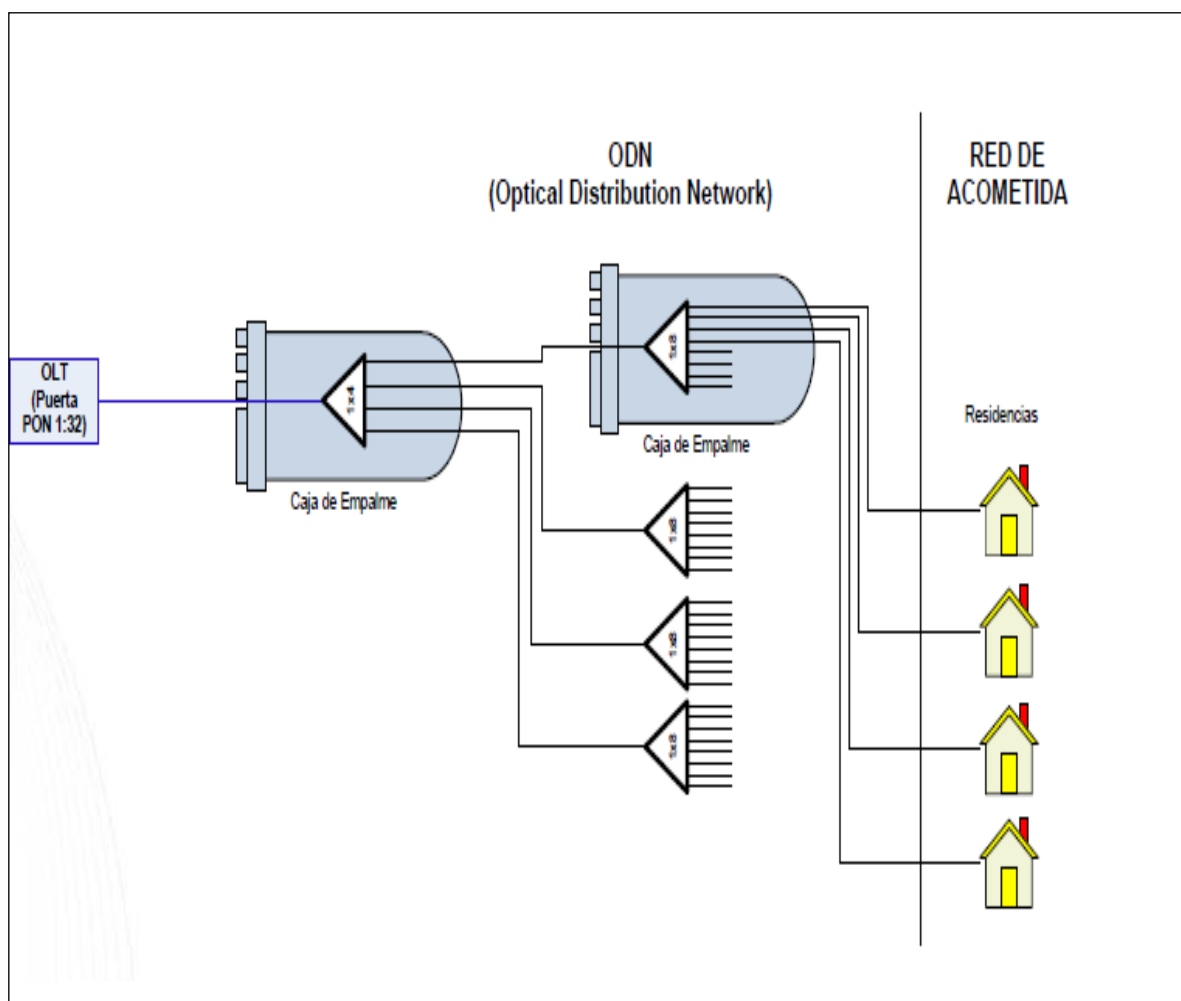 ODN
(Optical Distribution Network)
RED DE
ACOMETIDA
OLT
(Puerta
PON 1:32)
1x4
Caja de Empalme
1x8
Caja de Empalme
1x8
1x8
1x8
Residencias